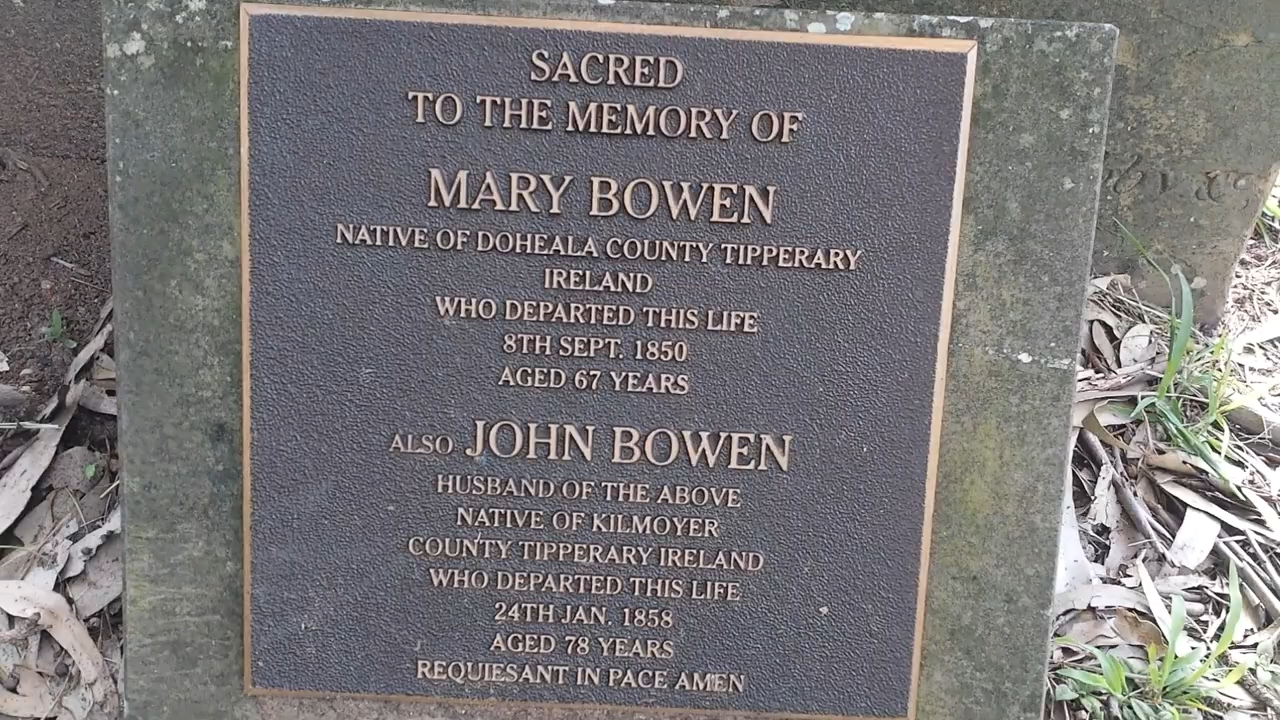 SACRED
TO THE MEMORY OF
MARY BOWEN
NATIVE OF DOHEALA COUNTY TIPPERARY
IRELAND
WHO DEPARTED THIS LIFE
8TH SEPT. 1850
AGED 67 YEARS
ALSO JOHN BOWEN
HUSBAND OF THE ABOVE
NATIVE OF KILMOYER
COUNTY TIPPERARY IRELAND
WHO DEPARTED THIS LIFE
24TH JAN. 1858
AGED 78 YEARS
REQUIESANT IN PACE AMEN